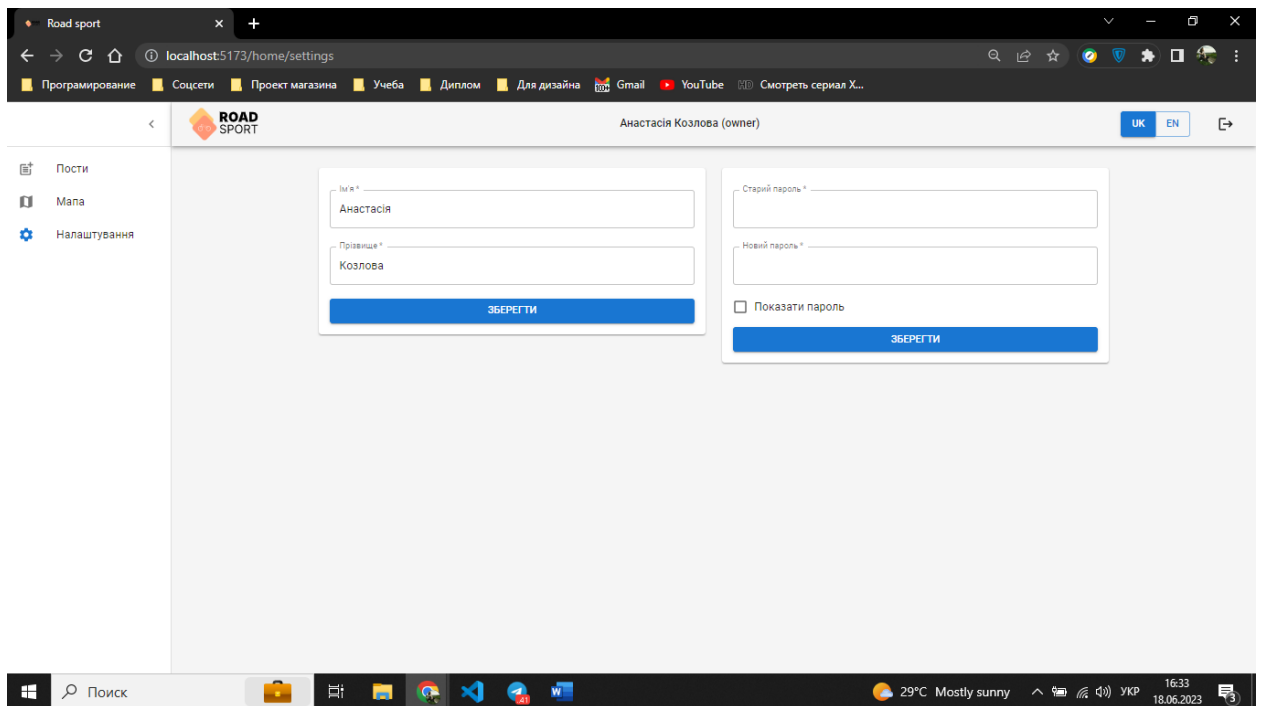 Road sport
localhost:5173/home/settings
Програмирование Соцсети Проект магазина Учеба Диплом Для дизайна Gmail YouTube HD Смотреть сериал Х...
ROAD
SPORT
Анастасія Козлова (owner)
UK EN
Пости
Мапа
Налаштування
Ім'я *
Анастасія
Прізвище *
Козлова
ЗБЕРЕГТИ
Старий пароль *
Новий пароль *
Показати пароль
ЗБЕРЕГТИ
Поиск
29°C Mostly sunny
УКР
16:33
18.06.2023
3